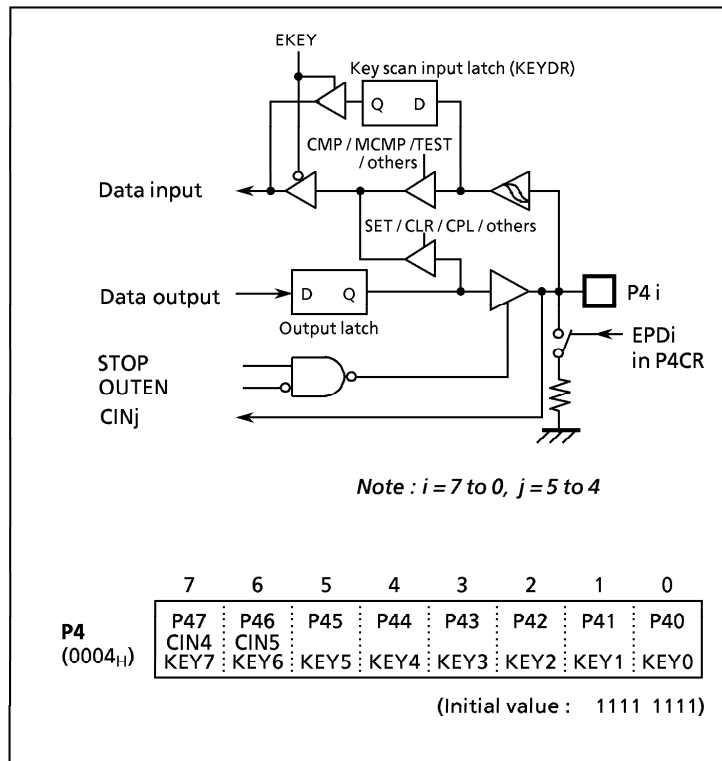 EKEY
Key scan input latch (KEYDR)
Q D
CMP / MCMP /TEST
/ others
Data input
SET / CLR / CPL / others
Data output
D Q
P4 i
Output latch
EPDi
in P4CR
STOP
OUTEN
CINj
Note : i = 7 to 0, j = 5 to 4
7 6 5 4 3 2 1 0
P4
(0004H)
P47 P46 P45 P44 P43 P42 P41 P40
CIN4 CIN5
KEY7 KEY6 KEY5 KEY4 KEY3 KEY2 KEY1 KEY0
(Initial value : 1111 1111)